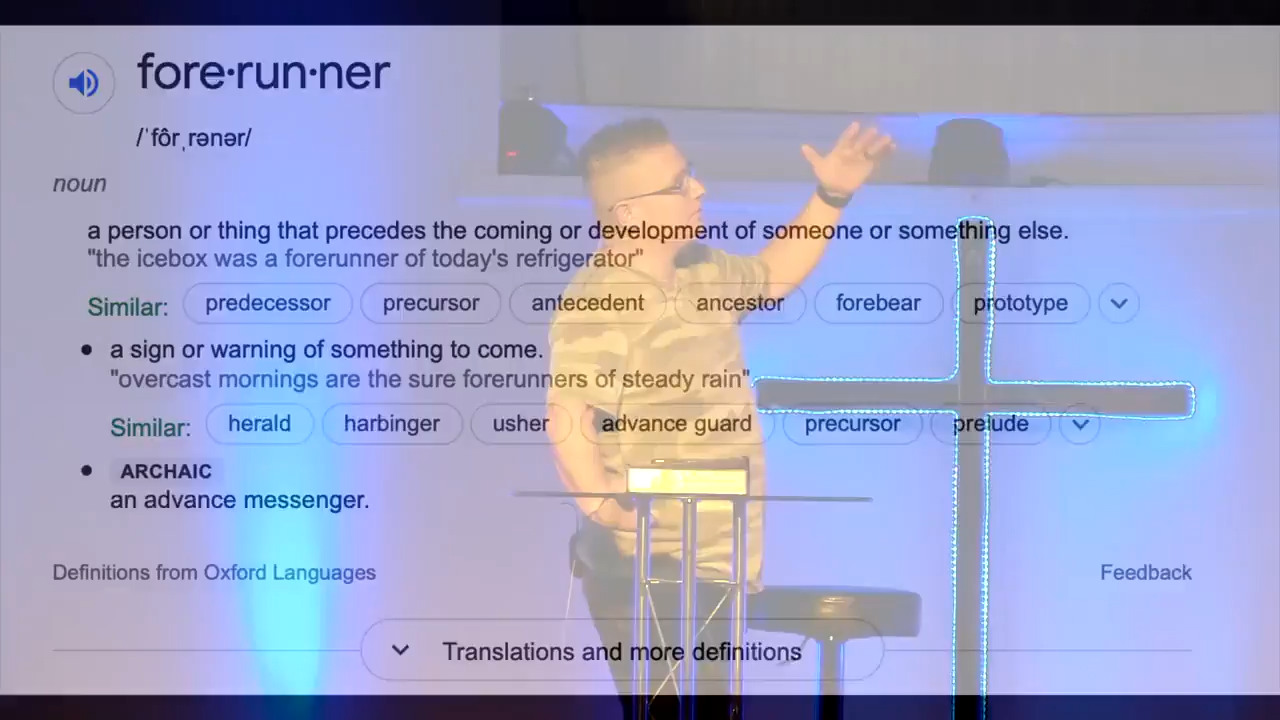 fore·run·ner
/ˈfôrˌrənər/
noun
a person or thing that precedes the coming or development of someone or something else.
"the icebox was a forerunner of today's refrigerator"
Similar: predecessor precursor antecedent ancestor forebear prototype
• a sign or warning of something to come.
"overcast mornings are the sure forerunners of steady rain"
Similar: herald harbinger usher advance guard precursor prelude
• ARCHAIC
an advance messenger.
Definitions from Oxford Languages Feedback
Translations and more definitions